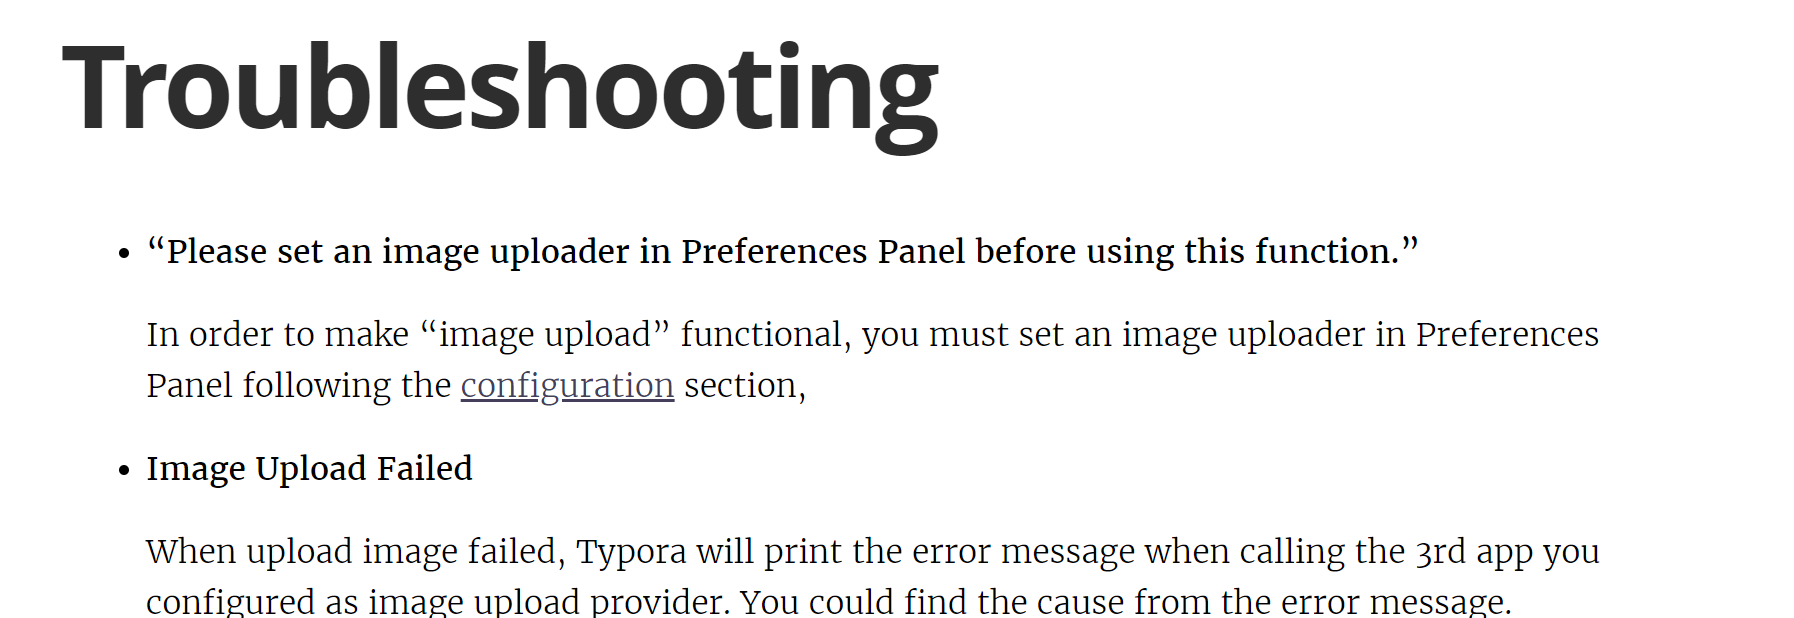 Troubleshooting
• “Please set an image uploader in Preferences Panel before using this function.”
In order to make “image upload” functional, you must set an image uploader in Preferences
Panel following the configuration section,
• Image Upload Failed
When upload image failed, Typora will print the error message when calling the 3rd app you
configured as image upload provider. You could find the cause from the error message.